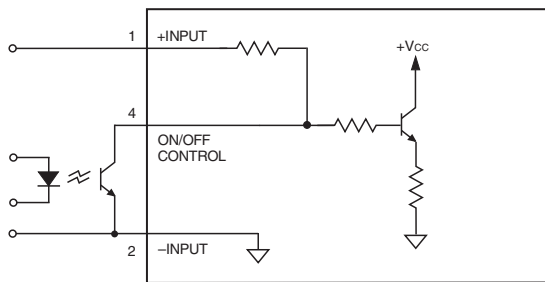 1 +INPUT
+VCC
4
ON/OFF
CONTROL
2 –INPUT